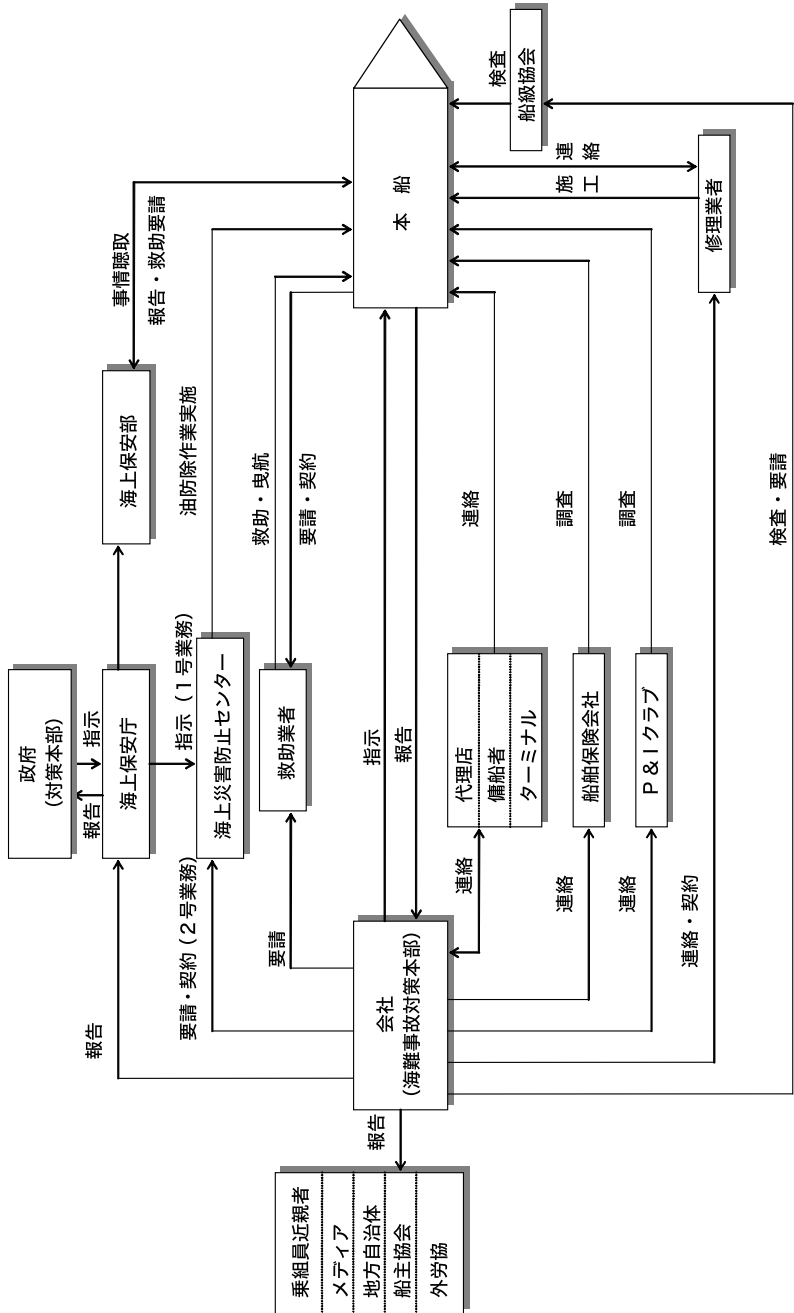 政府
(対策本部)
報告
指示
海上保安庁
海上保安部
事情聴取
報告・救助要請
報告
指示（１号業務）
要請・契約（２号業務）
海上災害防止センター
油防除作業実施
要請
救助業者
救助・曳航
要請・契約
乗組員近親者
メディア
地方自治体
船主協会
外労協
報告
会社
(海難事故対策本部)
指示
報告
本　船
連絡
代理店
傭船者
ターミナル
連絡
連絡
船舶保険会社
調査
連絡
Ｐ＆Ｉクラブ
調査
連絡・契約
修理業者
施　工
連　絡
検査・要請
船級協会
検査